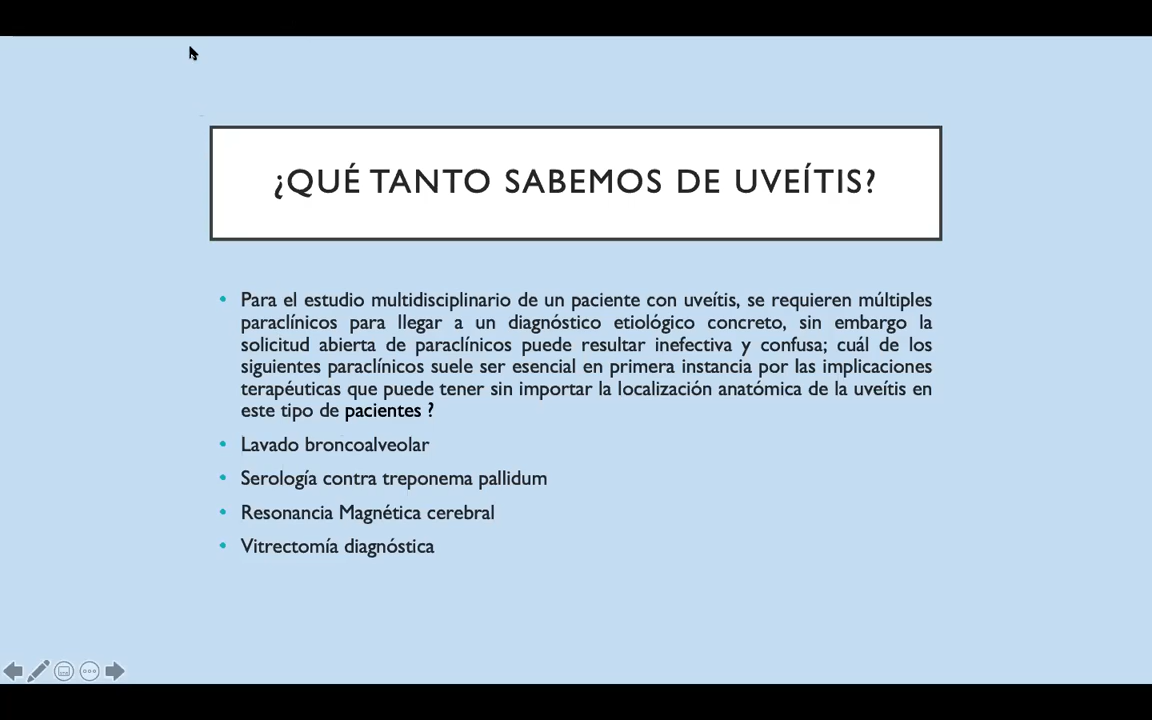 ¿QUÉ TANTO SABEMOS DE UVEÍTIS?
• Para el estudio multidisciplinario de un paciente con uveítis, se requieren múltiples
paraclínicos para llegar a un diagnóstico etiológico concreto, sin embargo la
solicitud abierta de paraclínicos puede resultar inefectiva y confusa; cuál de los
siguientes paraclínicos suele ser esencial en primera instancia por las implicaciones
terapéuticas que puede tener sin importar la localización anatómica de la uveítis en
este tipo de pacientes ?
• Lavado broncoalveolar
• Serología contra treponema pallidum
• Resonancia Magnética cerebral
• Vitrectomía diagnóstica